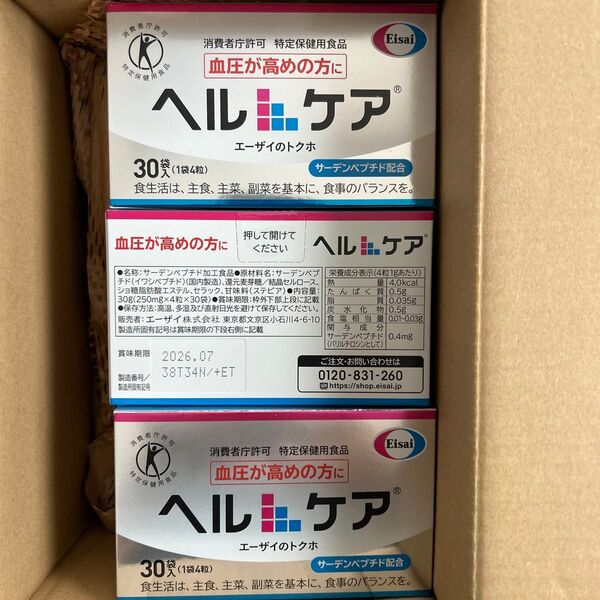 消費者庁許可
特定保健用食品
消費者庁許可 特定保健用食品
Eisai
血圧が高めの方に
ヘルケア®
エーザイのトクホ
30袋入(1袋4粒)
サーデンペプチド配合
食生活は、主食、主菜、副菜を基本に、食事のバランスを。
血圧が高めの方に
押して開けて
ください
ヘルケア®
●名称:サーデンペプチド加工食品●原材料名:サーデンペプ
チド(イワシペプチド)(国内製造)、還元麦芽糖/結晶セルロース、
ショ糖脂肪酸エステル、セラック、甘味料(ステビア)●内容量:
30g(250mg×4粒×30袋)●賞味期限:枠外下部上段に記載
●保存方法:高温、多湿及び直射日光を避けて保存してください。
販売:エーザイ株式会社 東京都文京区小石川4-6-10
製造所固有記号は賞味期限の下段右側に記載
栄養成分表示(4粒1gあたり)
熱量 4.0kcal
たんぱく質 0.5g
脂質 0.035g
炭水化物 0.5g
食塩相当量 0.01-0.03g
関与成分
サーデンペプチド 0.4mg
(バリルチロシンとして)
賞味期限 2026.07
製造番号/ 38T34N/+ET
製造所固有記号
ご注文・お問い合わせは
0120-831-260
https://shop.eisai.jp/
消費者庁許可
特定保健用食品
消費者庁許可 特定保健用食品
Eisai
血圧が高めの方に
ヘルケア®
エーザイのトクホ
30袋入(1袋4粒)
サーデンペプチド配合
食生活は、主食、主菜、副菜を基本に、食事のバランスを。